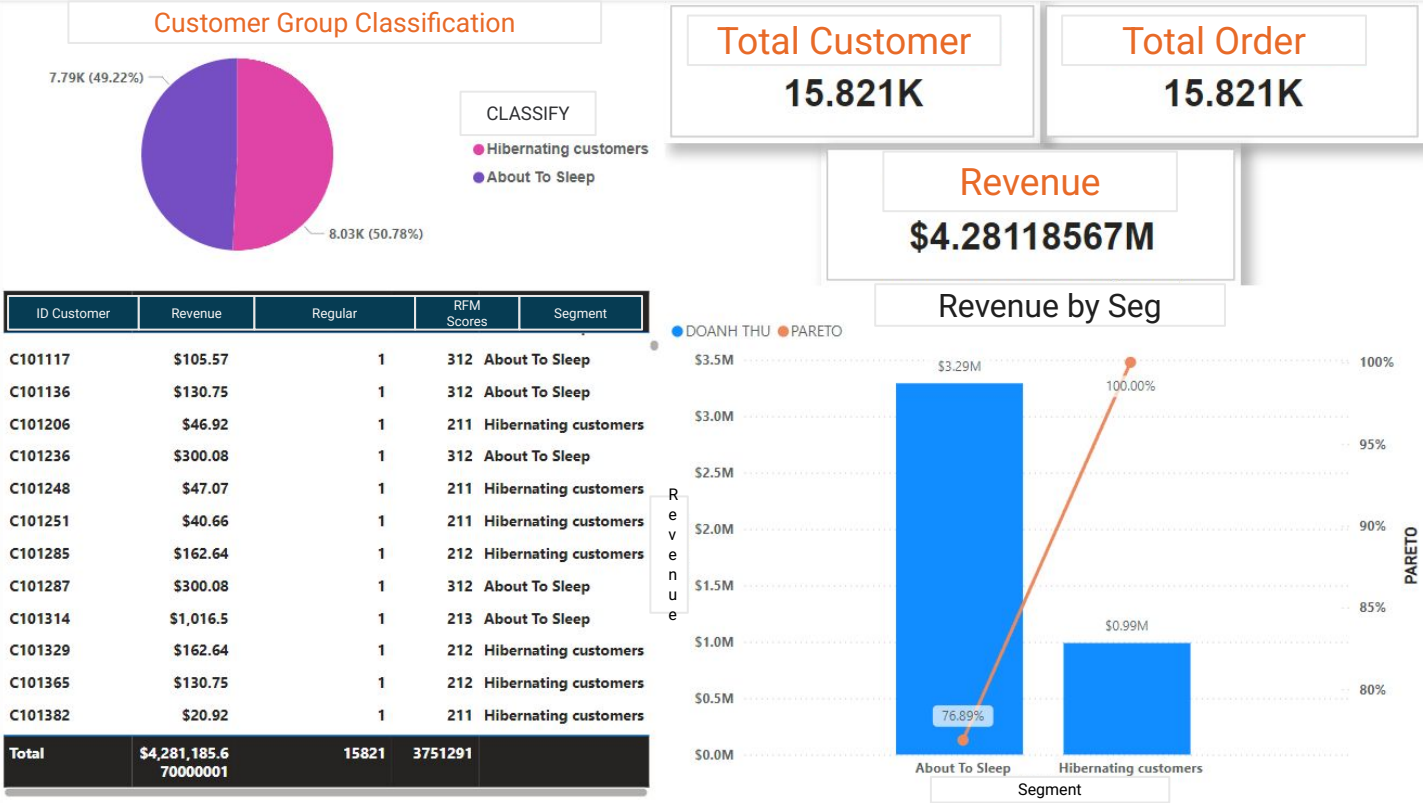 Customer Group Classification
7.79K (49.22%)
8.03K (50.78%)
CLASSIFY
Hibernating customers
About To Sleep
Total Customer
15.821K
Total Order
15.821K
Revenue
$4.28118567M
ID Customer Revenue Regular RFM Scores Segment
C101117 $105.57 1 312 About To Sleep
C101136 $130.75 1 312 About To Sleep
C101206 $46.92 1 211 Hibernating customers
C101236 $300.08 1 312 About To Sleep
C101248 $47.07 1 211 Hibernating customers
C101251 $40.66 1 211 Hibernating customers
C101285 $162.64 1 212 Hibernating customers
C101287 $300.08 1 312 About To Sleep
C101314 $1,016.5 1 213 About To Sleep
C101329 $162.64 1 212 Hibernating customers
C101365 $130.75 1 212 Hibernating customers
C101382 $20.92 1 211 Hibernating customers
Total $4,281,185.6 15821 3751291
70000001
Revenue by Seg
DOANH THU PARETO
$3.5M
$3.0M
$2.5M
$2.0M
$1.5M
$1.0M
$0.5M
$0.0M
Revenue
$3.29M
76.89%
100.00%
$0.99M
100%
95%
90%
85%
80%
PARETO
About To Sleep Hibernating customers
Segment